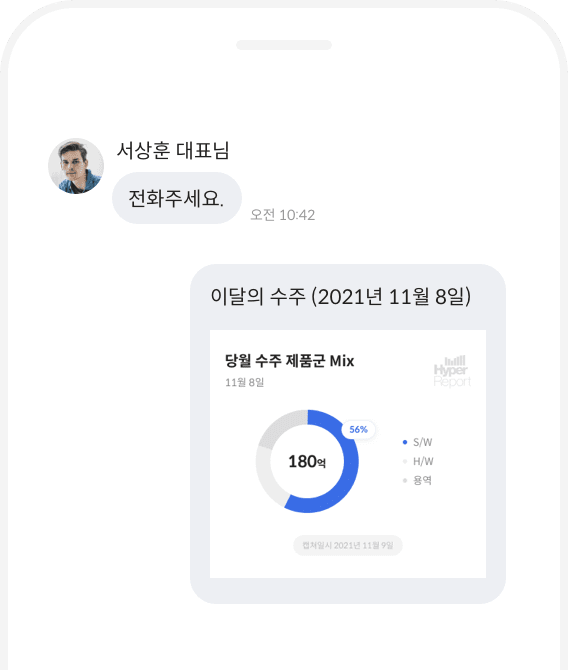 서상훈 대표님
전화주세요.
오전 10:42
이달의 수주 (2021년 11월 8일)
당월 수주 제품군 Mix
11월 8일
Hyper
Report
56%
180억
S/W
H/W
용역
캡쳐일시 2021년 11월 9일